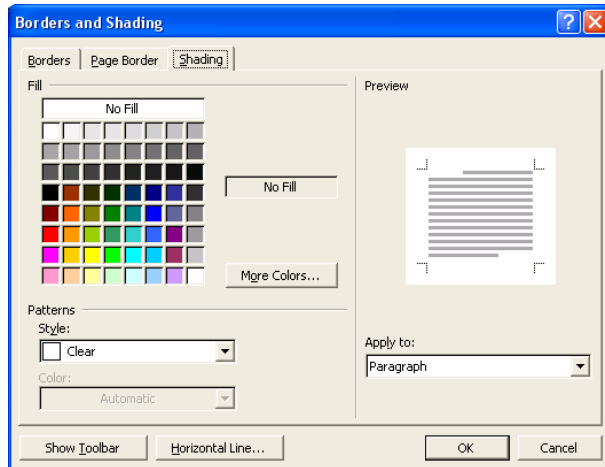 Borders and Shading
Borders Page Border Shading
Fill
No Fill
No Fill
More Colors...
Patterns
Style:
Clear
Color:
Automatic
Preview
Apply to:
Paragraph
Show Toolbar Horizontal Line... OK Cancel